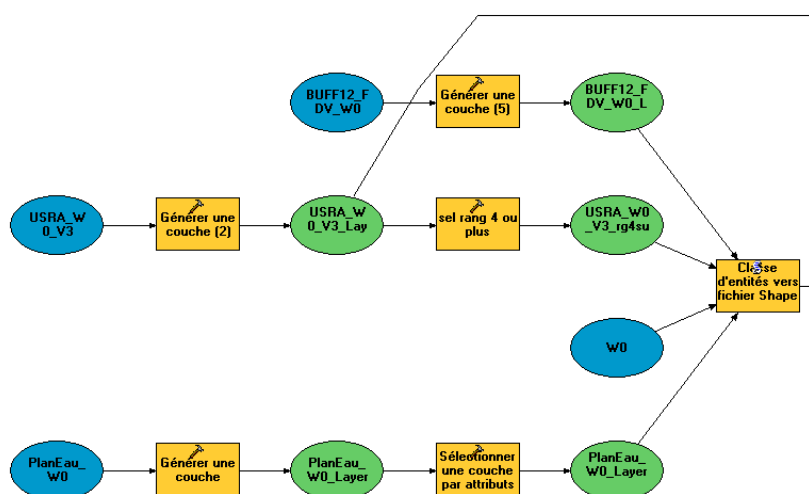 BUFF12_F
DV_W0
Générer une
couche (5)
BUFF12_F
DV_W0_L
USRA_W
0_V3
Générer une
couche (2)
USRA_W
0_V3_Lay
sel rang 4 ou
plus
USRA_W0
_V3_rg4su
Classe
d'entités vers
fichier Shape
W0
PlanEau_
W0
Générer une
couche
PlanEau_
W0_Layer
Sélectionner
une couche
par attributs
PlanEau_
W0_Layer